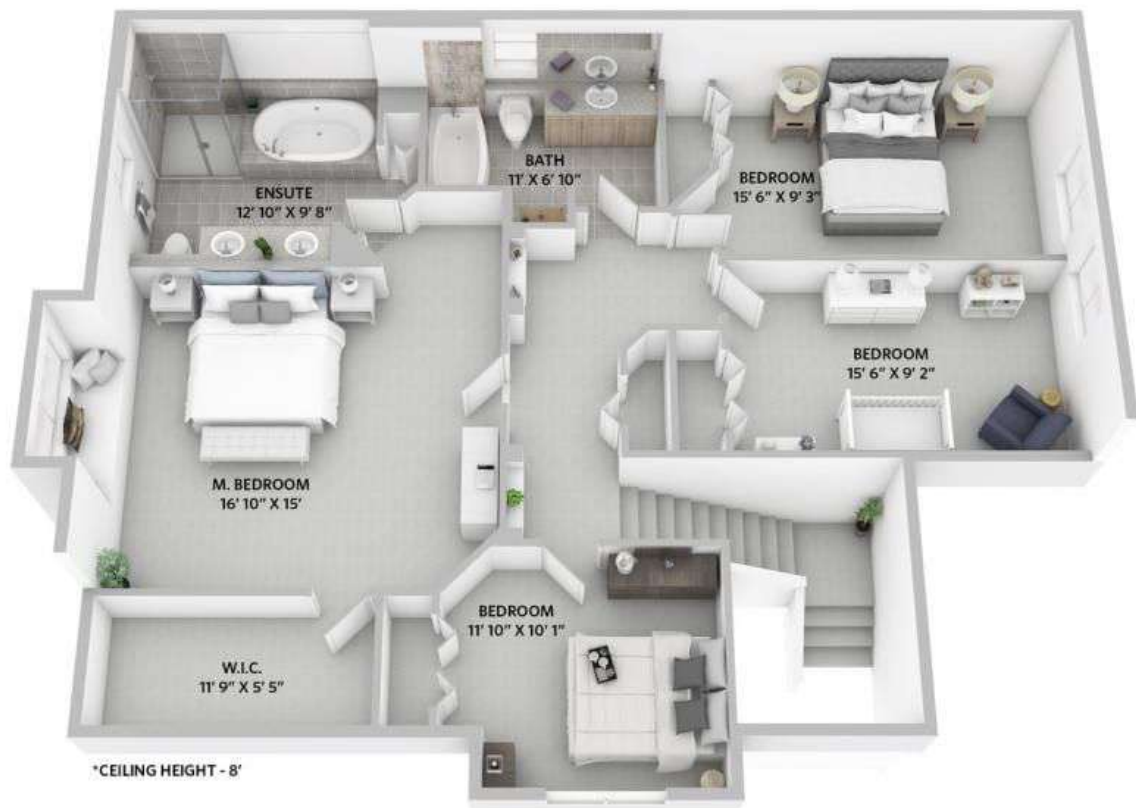 BATH
11' X 6' 10"
BEDROOM
15' 6" X 9' 3"
ENSUTE
12' 10" X 9' 8"
BEDROOM
15' 6" X 9' 2"
M. BEDROOM
16' 10" X 15'
BEDROOM
11' 10" X 10' 1"
W.I.C.
11' 9" X 5' 5"
*CEILING HEIGHT - 8'